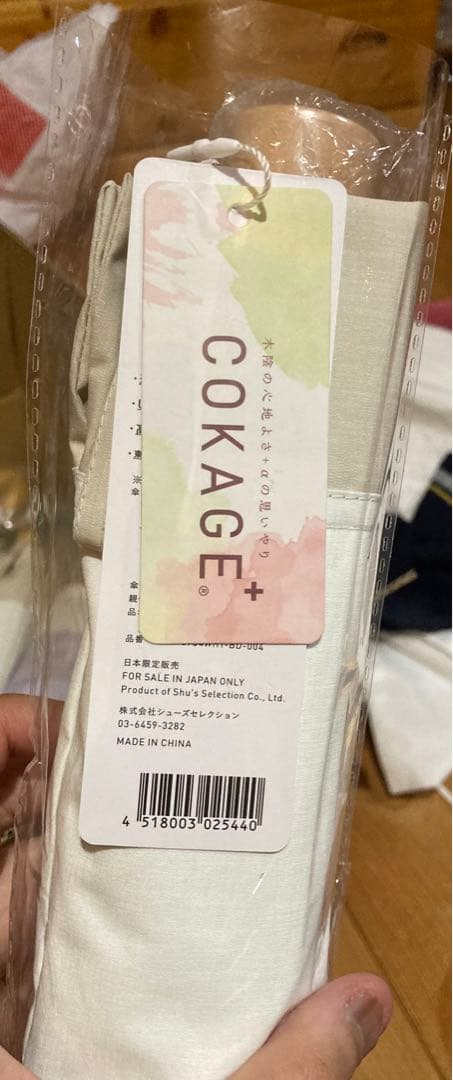 木陰の心地よさ+αの思いやり
COKAGE+®
日本限定販売
FOR SALE IN JAPAN ONLY
Product of Shu's Selection Co., Ltd.
株式会社シューズセレクション
03-6459-3282
MADE IN CHINA
4 518003 025440